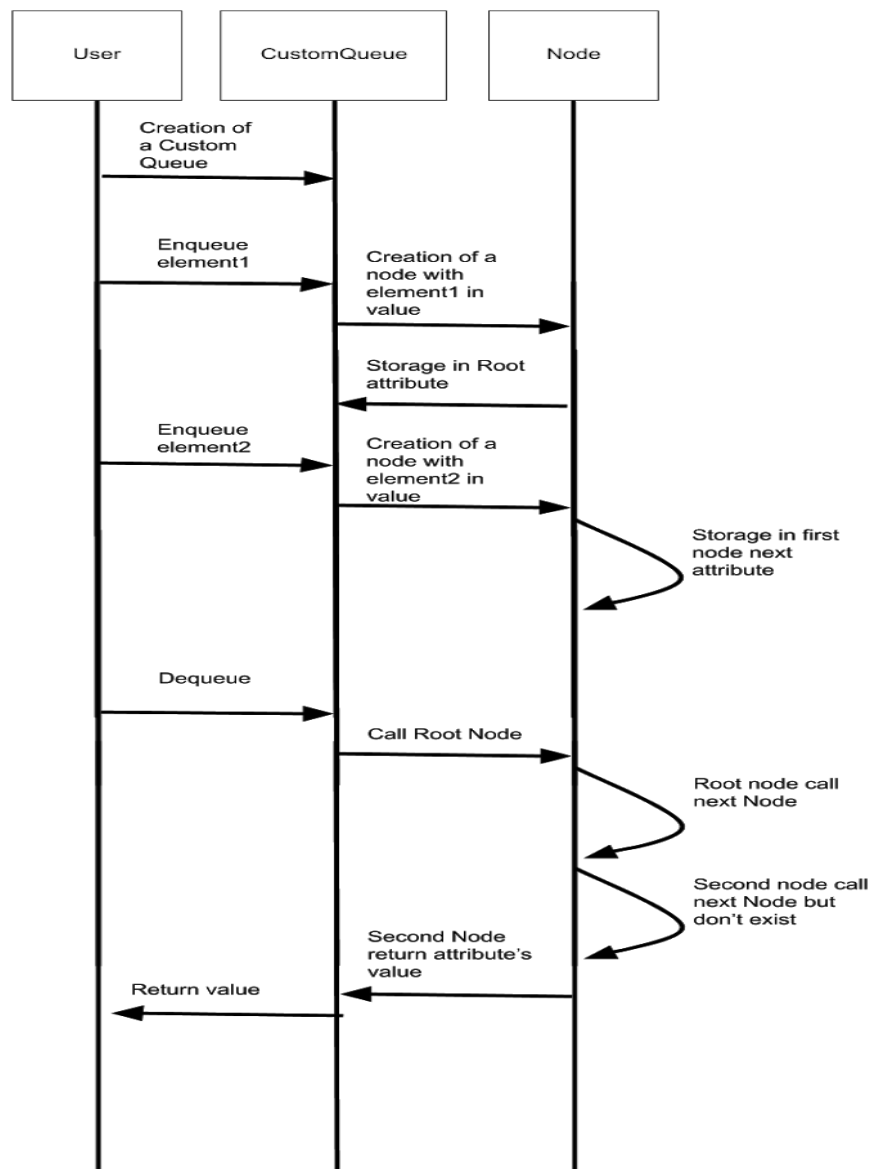 User
CustomQueue
Node
Creation of
a Custom
Queue
Enqueue
element1
Creation of a
node with
element1 in
value
Storage in Root
attribute
Enqueue
element2
Creation of a
node with
element2 in
value
Storage in first
node next
attribute
Dequeue
Call Root Node
Root node call
next Node
Second node call
next Node but
don't exist
Second Node
return attribute's
value
Return value